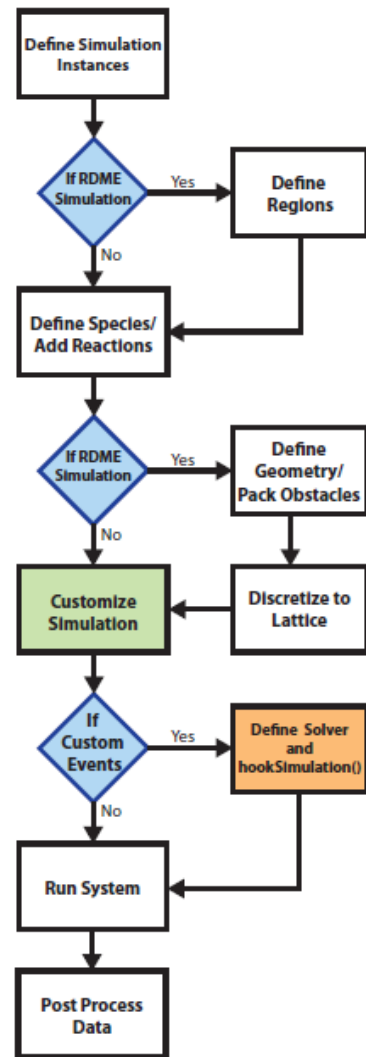 Define Simulation
Instances
If RDME
Simulation
Yes
Define
Regions
No
Define Species/
Add Reactions
If RDME
Simulation
Yes
Define
Geometry/
Pack Obstacles
No
Customize
Simulation
Discretize to
Lattice
If
Custom
Events
Yes
Define Solver
and
hookSimulation()
No
Run System
Post Process
Data